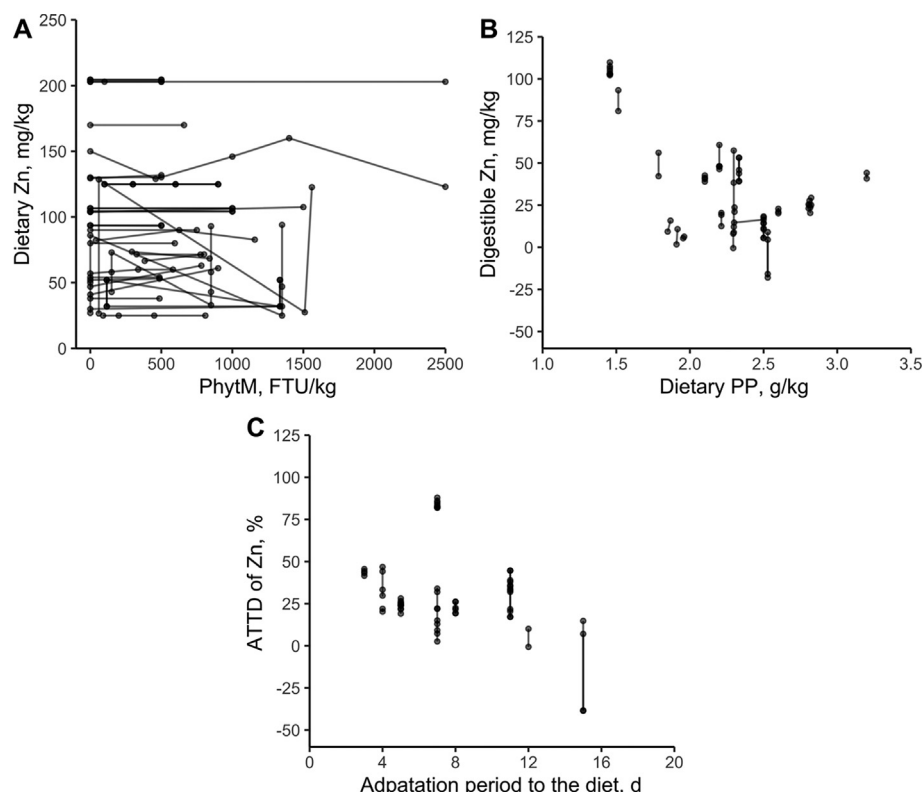 A
B
250
200
150
100
50
0
Dietary Zn, mg/kg
0 500 1000 1500 2000 2500
PhytM, FTU/kg
125
100
75
50
25
0
-25
-50
Digestible Zn, mg/kg
1.0 1.5 2.0 2.5 3.0 3.5
Dietary PP, g/kg
C
125
100
75
50
25
0
-25
-50
ATTD of Zn, %
0 4 8 12 16 20
Adpatation period to the diet, d